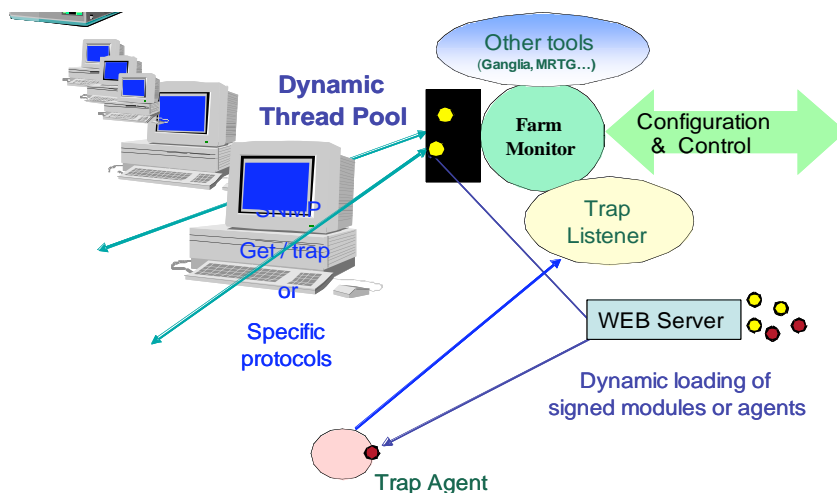 Other tools
(Ganglia, MRTG…)
Dynamic
Thread Pool
Farm
Monitor
Configuration
& Control
Trap
Listener
SNMP
Get / trap
or
Specific
protocols
WEB Server
Dynamic loading of
signed modules or agents
Trap Agent